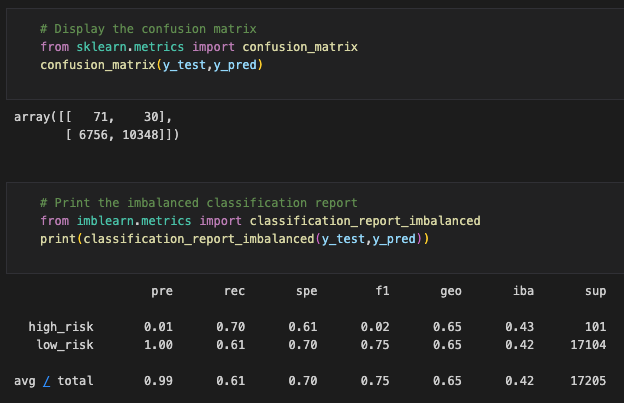 # Display the confusion matrix
from sklearn.metrics import confusion_matrix
confusion_matrix(y_test,y_pred)
array([[   71,    30],
       [ 6756, 10348]])
# Print the imbalanced classification report
from imblearn.metrics import classification_report_imbalanced
print(classification_report_imbalanced(y_test,y_pred))
pre rec spe f1 geo iba sup
high_risk 0.01 0.70 0.61 0.02 0.65 0.43 101
low_risk 1.00 0.61 0.70 0.75 0.65 0.42 17104
avg / total 0.99 0.61 0.70 0.75 0.65 0.42 17205